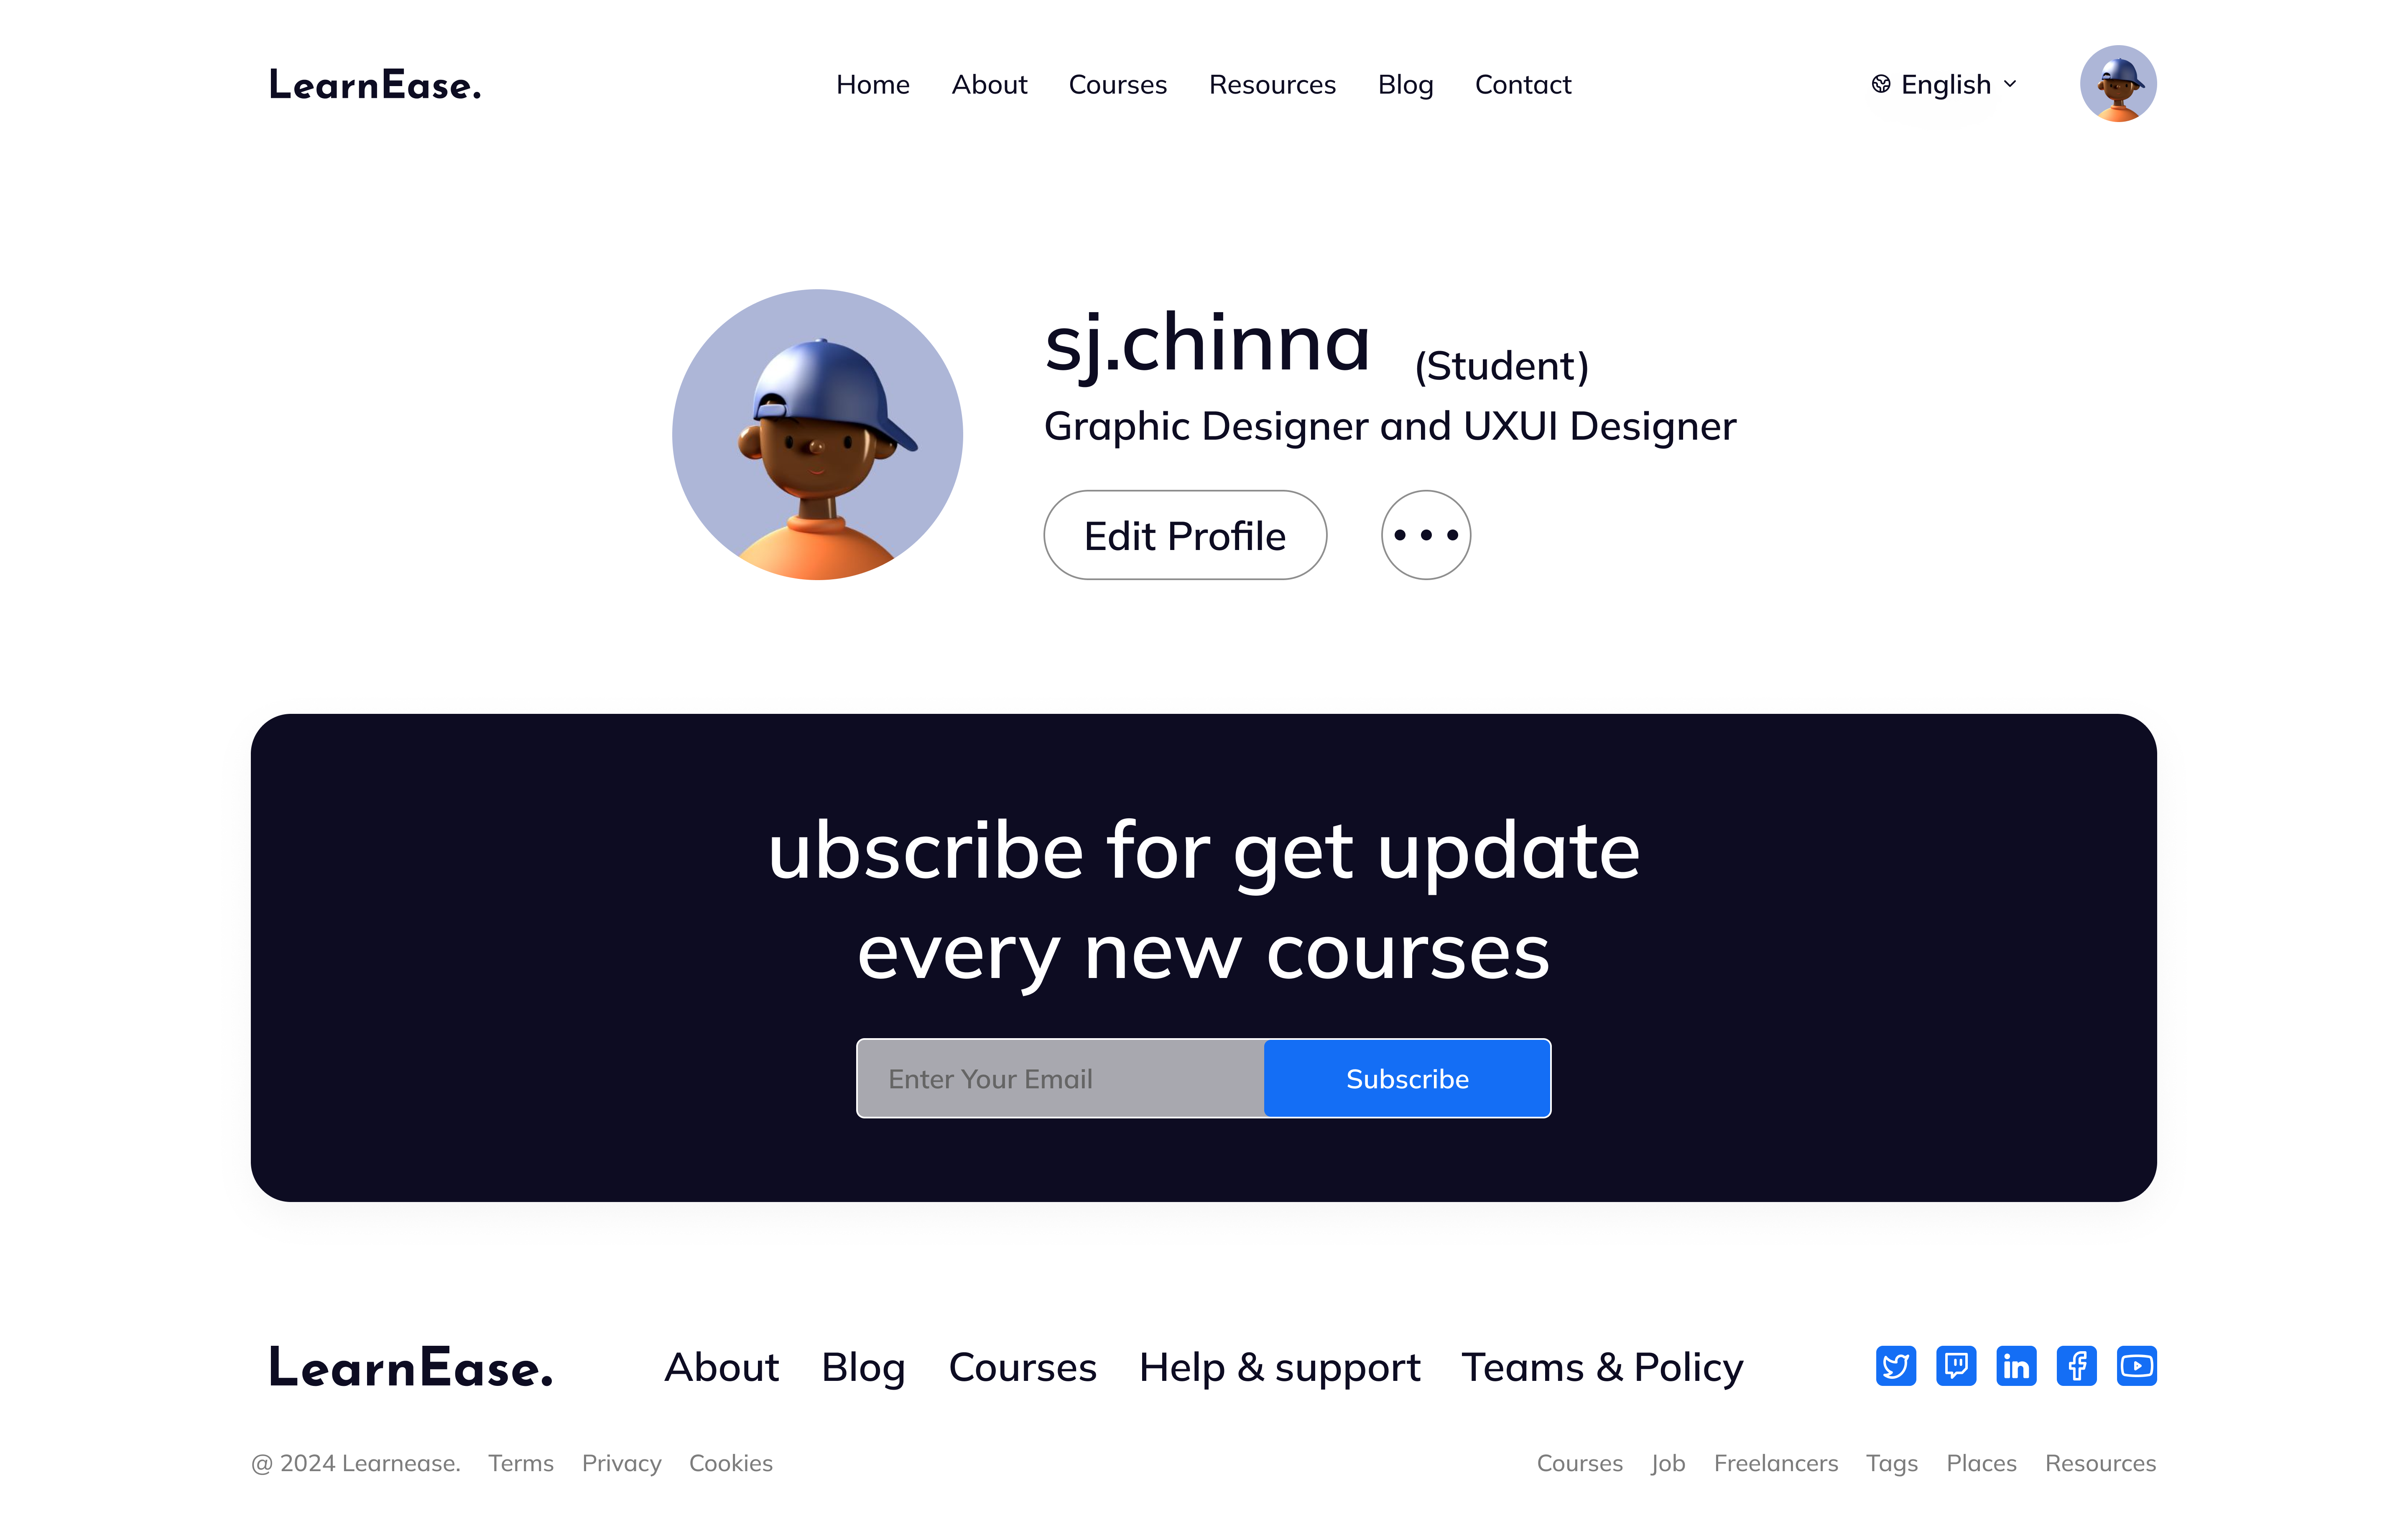 LearnEase. Home About Courses Resources Blog Contact English
sj.chinna (Student)
Graphic Designer and UXUI Designer
Edit Profile
ubscribe for get update
every new courses
Enter Your Email Subscribe
LearnEase. About Blog Courses Help & support Teams & Policy
@ 2024 Learnease. Terms Privacy Cookies Courses Job Freelancers Tags Places Resources